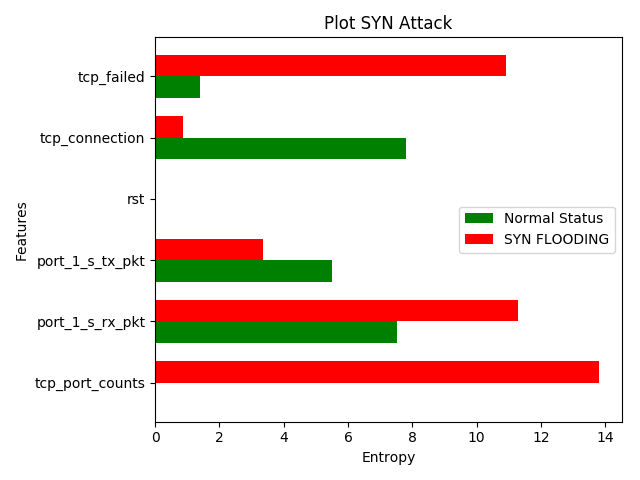 Plot SYN Attack
tcp_failed
tcp_connection
rst
port_1_s_tx_pkt
port_1_s_rx_pkt
tcp_port_counts
Features
Normal Status
SYN FLOODING
0 2 4 6 8 10 12 14
Entropy